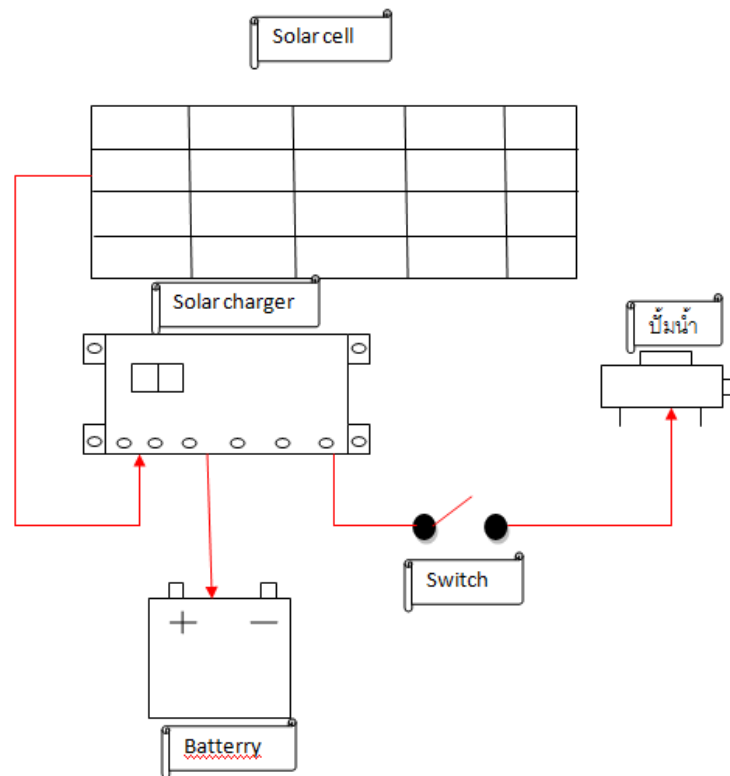 Solar cell
Solar charger
ปั้มน้ำ
Switch
Batterry